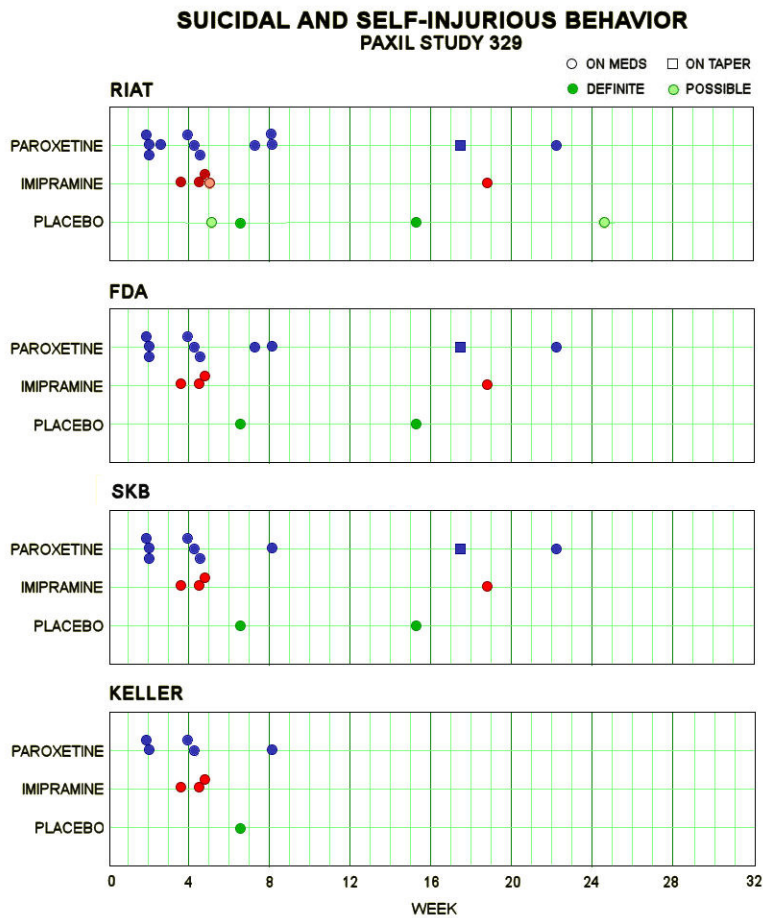 SUICIDAL AND SELF-INJURIOUS BEHAVIOR
PAXIL STUDY 329
ON MEDS ON TAPER
DEFINITE POSSIBLE
RIAT
PAROXETINE
IMIPRAMINE
PLACEBO
FDA
PAROXETINE
IMIPRAMINE
PLACEBO
SKB
PAROXETINE
IMIPRAMINE
PLACEBO
KELLER
PAROXETINE
IMIPRAMINE
PLACEBO
0 4 8 12 16 20 24 28 32
WEEK